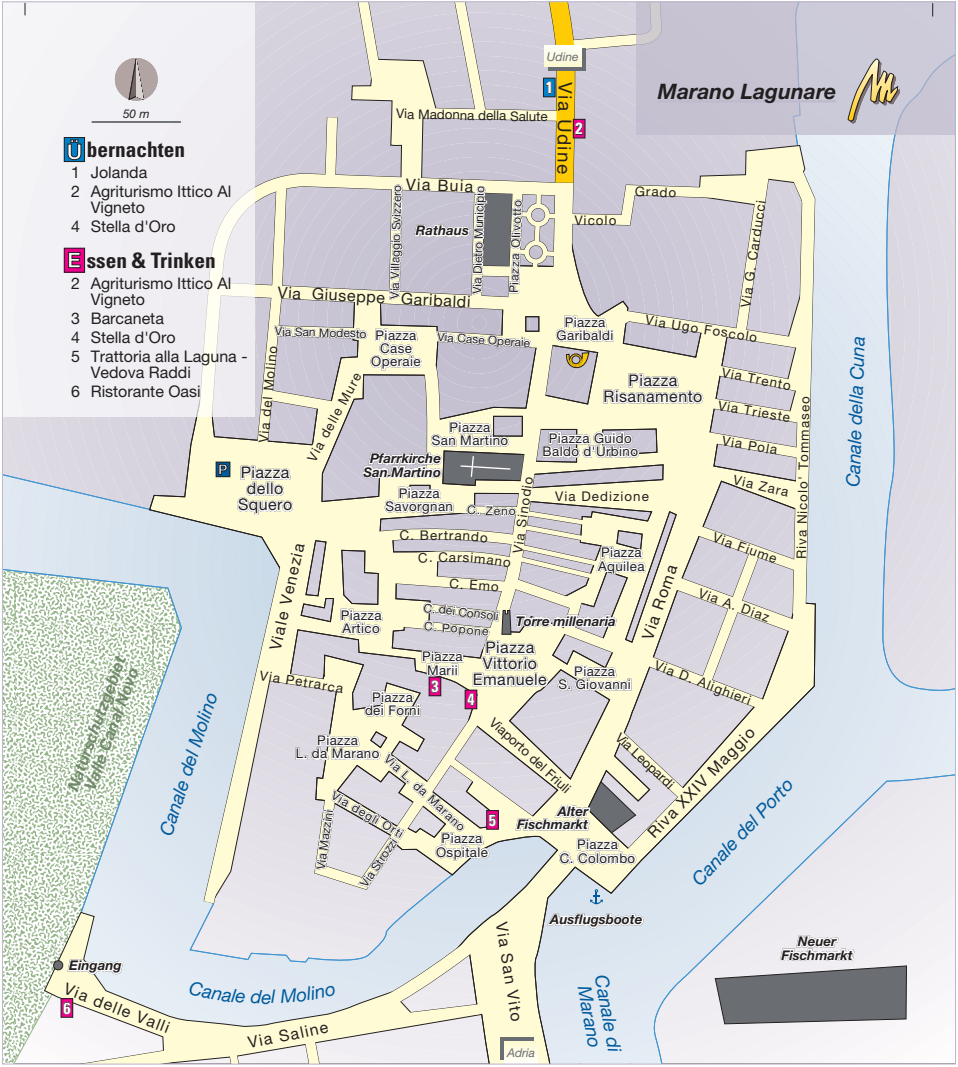 Marano Lagunare
50 m
Übernachten
1 Jolanda
2 Agriturismo Ittico Al
Vigneto
4 Stella d'Oro
Essen & Trinken
2 Agriturismo Ittico Al
Vigneto
3 Barcaneta
4 Stella d'Oro
5 Trattoria alla Laguna -
Vedova Raddi
6 Ristorante Oasi
Udine
1
Via Udine
2
Via Madonna della Salute
Via Buia
Grado
Vicolo
Via Villaggio Svizzero
Rathaus
Via Dietro Municipio
Piazza Olivotto
Via G. Carducci
Via Giuseppe Garibaldi
Via San Modesto
Piazza
Case
Operaie
Via Case Operaie
Piazza
Garibaldi
Via Ugo Foscolo
Via del Molino
Via delle Mure
Piazza
Risanamento
Via Trento
Via Trieste
Via Pola
Via Zara
Riva Nicolo' Tommaseo
Canale della Cuna
Piazza
San Martino
Piazza Guido
Baldo d'Urbino
Pfarrkirche
San.Martino
P
Piazza
dello
Squero
Piazza
Savorgnan
C. Zeno
Via Sinodio
Via Dedizione
C. Bertrando
C. Carsimano
C. Emo
C. dei Consoli
C. Popone
Piazza
Aquilea
Via Fiume
Via Roma
Via A. Diaz
Viale Venezia
Piazza
Artico
Torre millenaria
Piazza
Vittorio
Emanuele
Piazza
Marii
3
4
Piazza
S. Giovanni
Via D. Alighieri
Via Petrarca
Piazza
dei Forni
Piazza
L. da Marano
Via L. da Marano
Viaporto del Friuli
Via Leopardi
Riva XXIV Maggio
Naturschutzgebiet
Valle Canal Novo
Canale del Molino
Via degli Orti
Via Mazzini
Via Strozzi
5
Piazza
Ospitale
Alter
Fischmarkt
Piazza
C. Colombo
Canale del Porto
Ausflugsboote
Neuer
Fischmarkt
Eingang
6
Via delle Valli
Canale del Molino
Via Saline
Via San Vito
Canale di
Marano
Adria